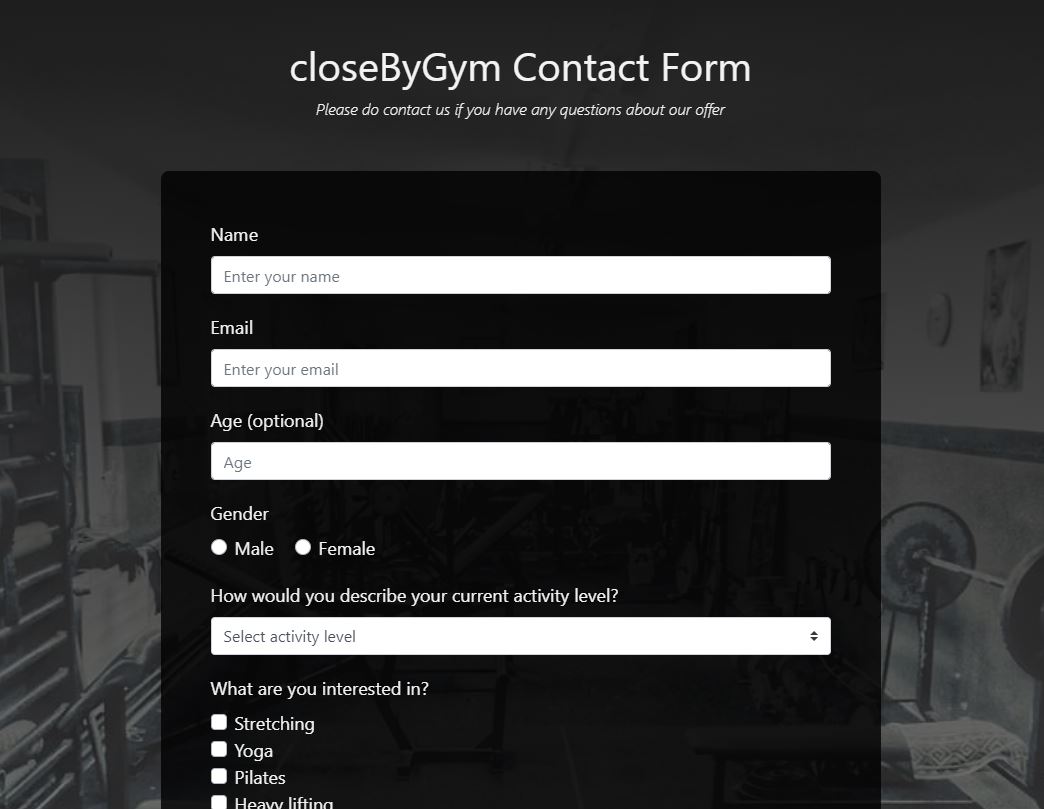 closeByGym Contact Form
Please do contact us if you have any questions about our offer
Name
Enter your name
Email
Enter your email
Age (optional)
Age
Gender
Male Female
How would you describe your current activity level?
Select activity level
What are you interested in?
Stretching
Yoga
Pilates
Heavy lifting